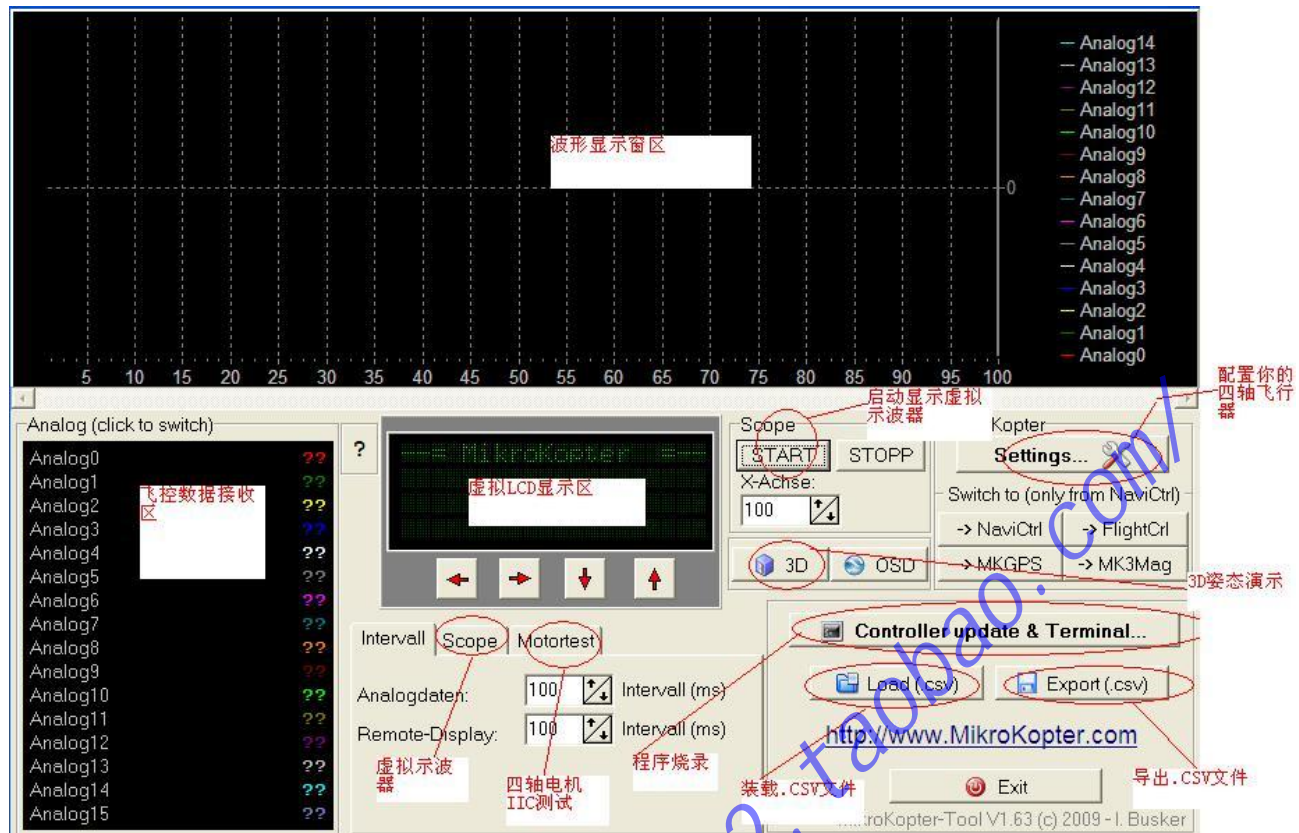 Analog14
Analog13
Analog12
Analog11
Analog10
Analog9
Analog8
Analog7
Analog6
Analog5
Analog4
Analog3
Analog2
Analog1
Analog0
0
波形显示窗区
5 10 15 20 25 30 35 40 45 50 55 60 65 70 75 80 85 90 95 100
配置你的
四轴飞行
器
启动显示虚拟
示波器
Analog (click to switch)
Analog0 ??
Analog1 ??
Analog2 ??
Analog3 ??
Analog4 ??
Analog5 ??
Analog6 ??
Analog7 ??
Analog8 ??
Analog9 ??
Analog10 ??
Analog11 ??
Analog12 ??
Analog13 ??
Analog14 ??
Analog15 ??
飞控数据接收
区
?
--= MikroKopter =--
虚拟LCD显示区
Scope
START STOPP
X-Achse:
100
3D OSD
Kopter
Settings...
Switch to (only from NaviCtrl)
-> NaviCtrl -> FlightCrl
-> MKGPS -> MK3Mag
3D姿态演示
Intervall Scope Motortest
Analogdaten: 100 Intervall (ms)
Remote-Display: 100 Intervall (ms)
虚拟示波
器
四轴电机
IIC测试
程序烧录
Controller update & Terminal...
Load (.csv) Export (.csv)
http://www.MikroKopter.com
装载.CSV文件
导出.CSV文件
Exit
MikroKopter-Tool V1.63 (c) 2009 - I. Busker
2.taobao.com/